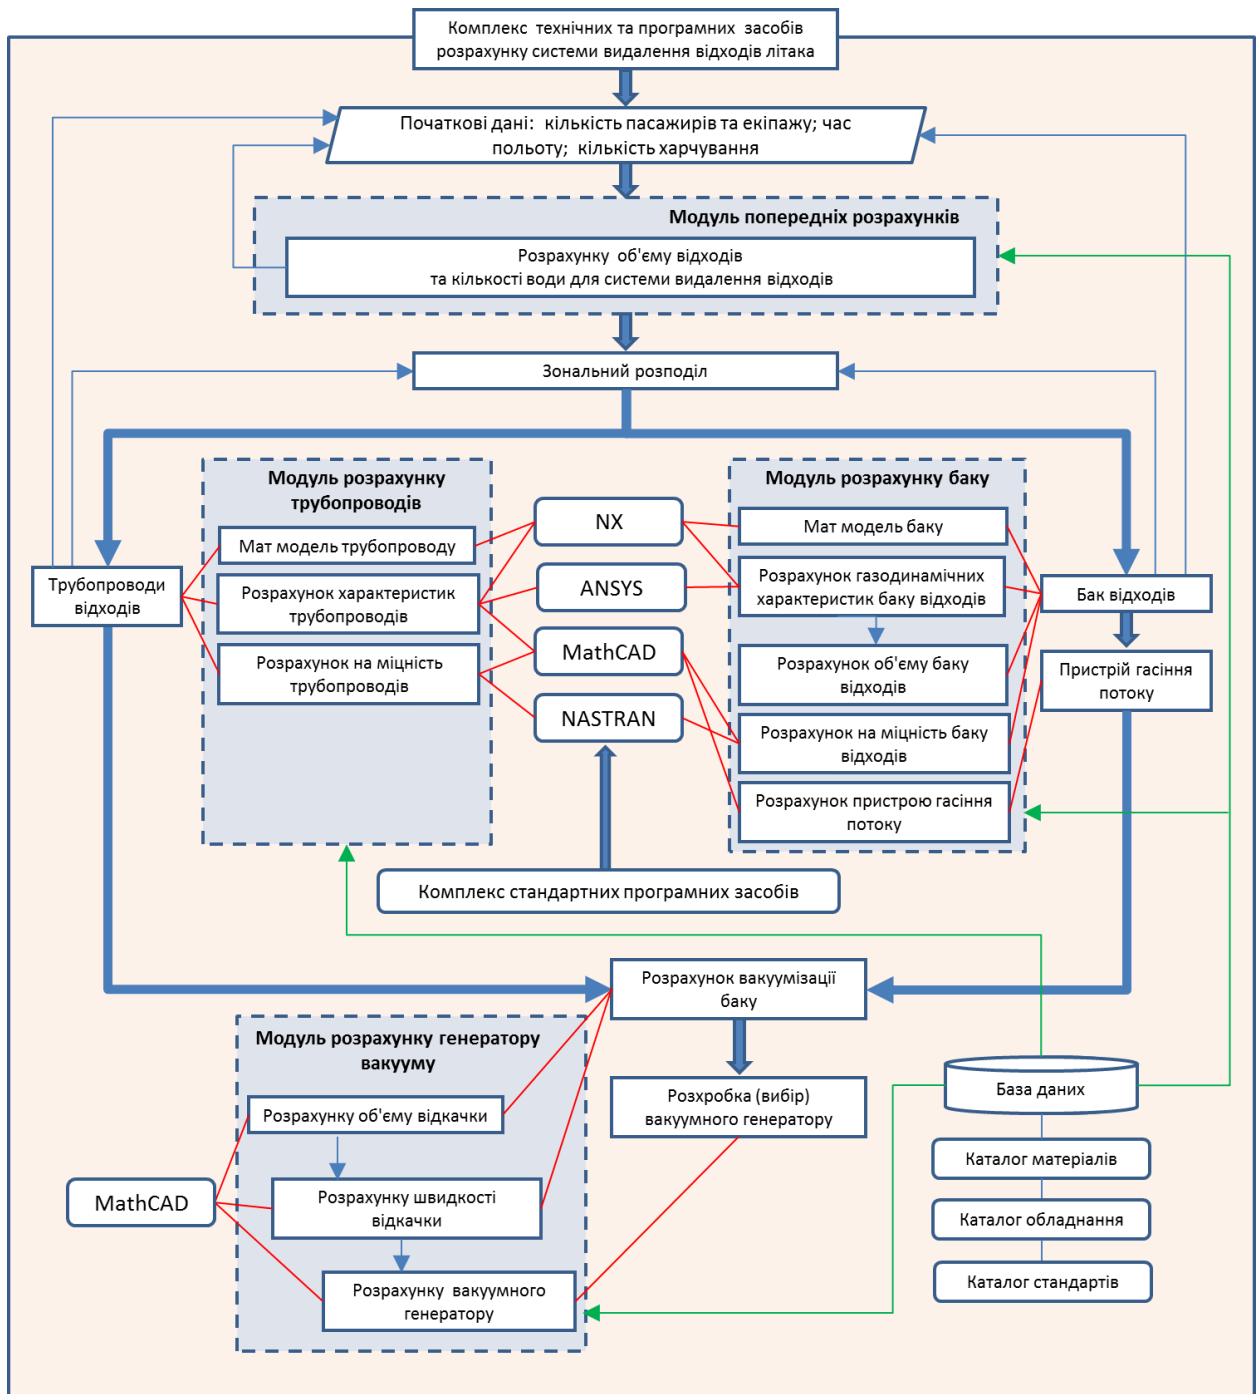 Комплекс технічних та програмних засобів
розрахунку системи видалення відходів літака
Початкові дані: кількість пасажирів та екіпажу; час
польоту; кількість харчування
Модуль попередніх розрахунків
Розрахунку об'єму відходів
та кількості води для системи видалення відходів
Зональний розподіл
Модуль розрахунку
трубопроводів
Мат модель трубопроводу
Розрахунок характеристик
трубопроводів
Розрахунок на міцність
трубопроводів
Трубопроводи
відходів
NX
ANSYS
MathCAD
NASTRAN
Модуль розрахунку баку
Мат модель баку
Розрахунок газодинамічних
характеристик баку відходів
Розрахунок об'єму баку
відходів
Розрахунок на міцність баку
відходів
Розрахунок пристрою гасіння
потоку
Бак відходів
Пристрій гасіння
потоку
Комплекс стандартних програмних засобів
Розрахунок вакуумізації
баку
Модуль розрахунку генератору
вакууму
Розрахунку об'єму відкачки
Розрахунку швидкості
відкачки
Розрахунку вакуумного
генератору
MathCAD
Розхробка (вибір)
вакуумного генератору
База даних
Каталог матеріалів
Каталог обладнання
Каталог стандартів